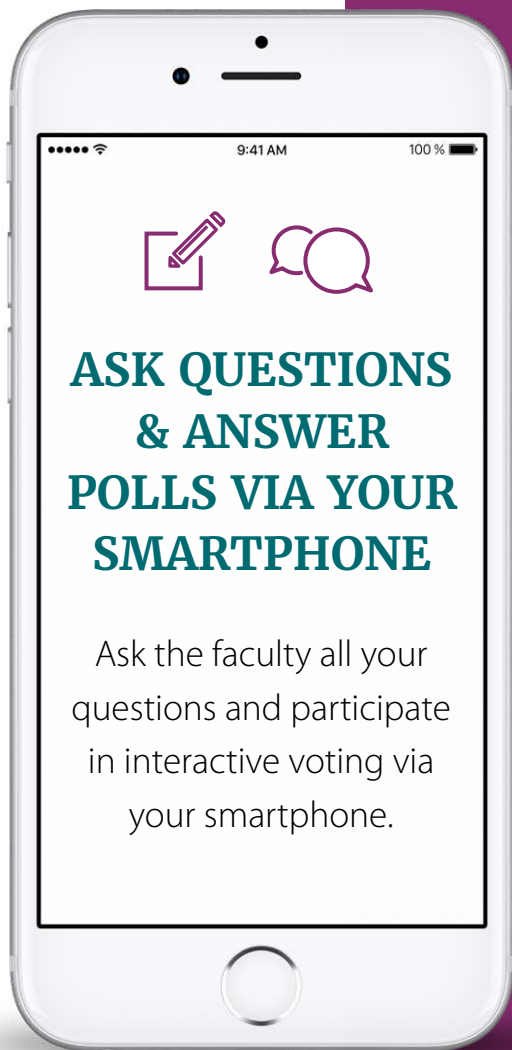 9:41 AM
100 %
ASK QUESTIONS
& ANSWER
POLLS VIA YOUR
SMARTPHONE
Ask the faculty all your
questions and participate
in interactive voting via
your smartphone.